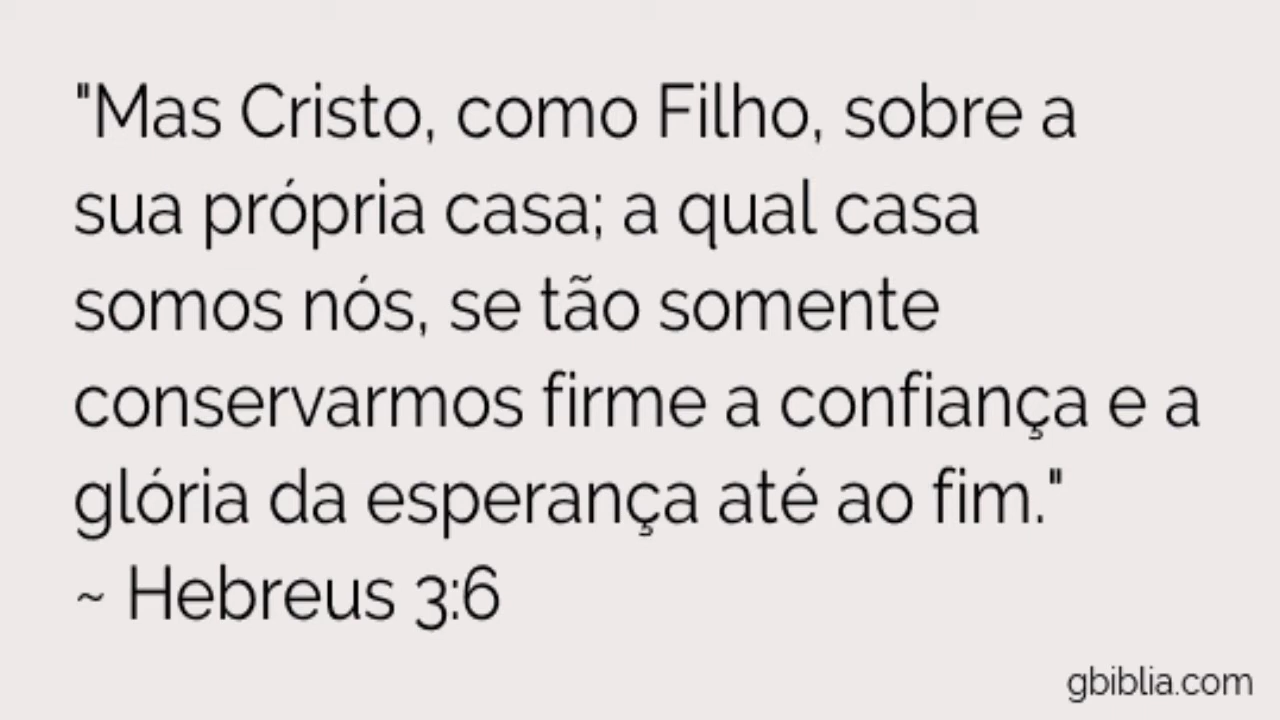 "Mas Cristo, como Filho, sobre a
sua própria casa; a qual casa
somos nós, se tão somente
conservarmos firme a confiança e a
glória da esperança até ao fim."
~ Hebreus 3:6
gbiblia.com